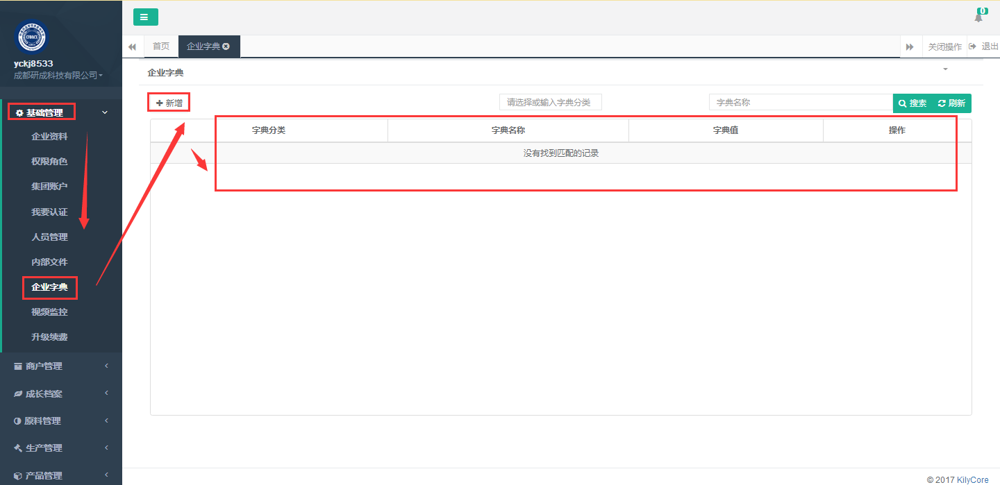 0
首页
企业字典
关闭操作
退出
yckj8533
成都研成科技有限公司
基础管理
企业资料
权限角色
集团账户
我要认证
人员管理
内部文件
企业字典
视频监控
升级续费
商户管理
成长档案
原料管理
生产管理
产品管理
企业字典
新增
请选择或输入字典分类
字典名称
搜索
刷新
字典分类 字典名称 字典值 操作
没有找到匹配的记录
© 2017 KilyCore